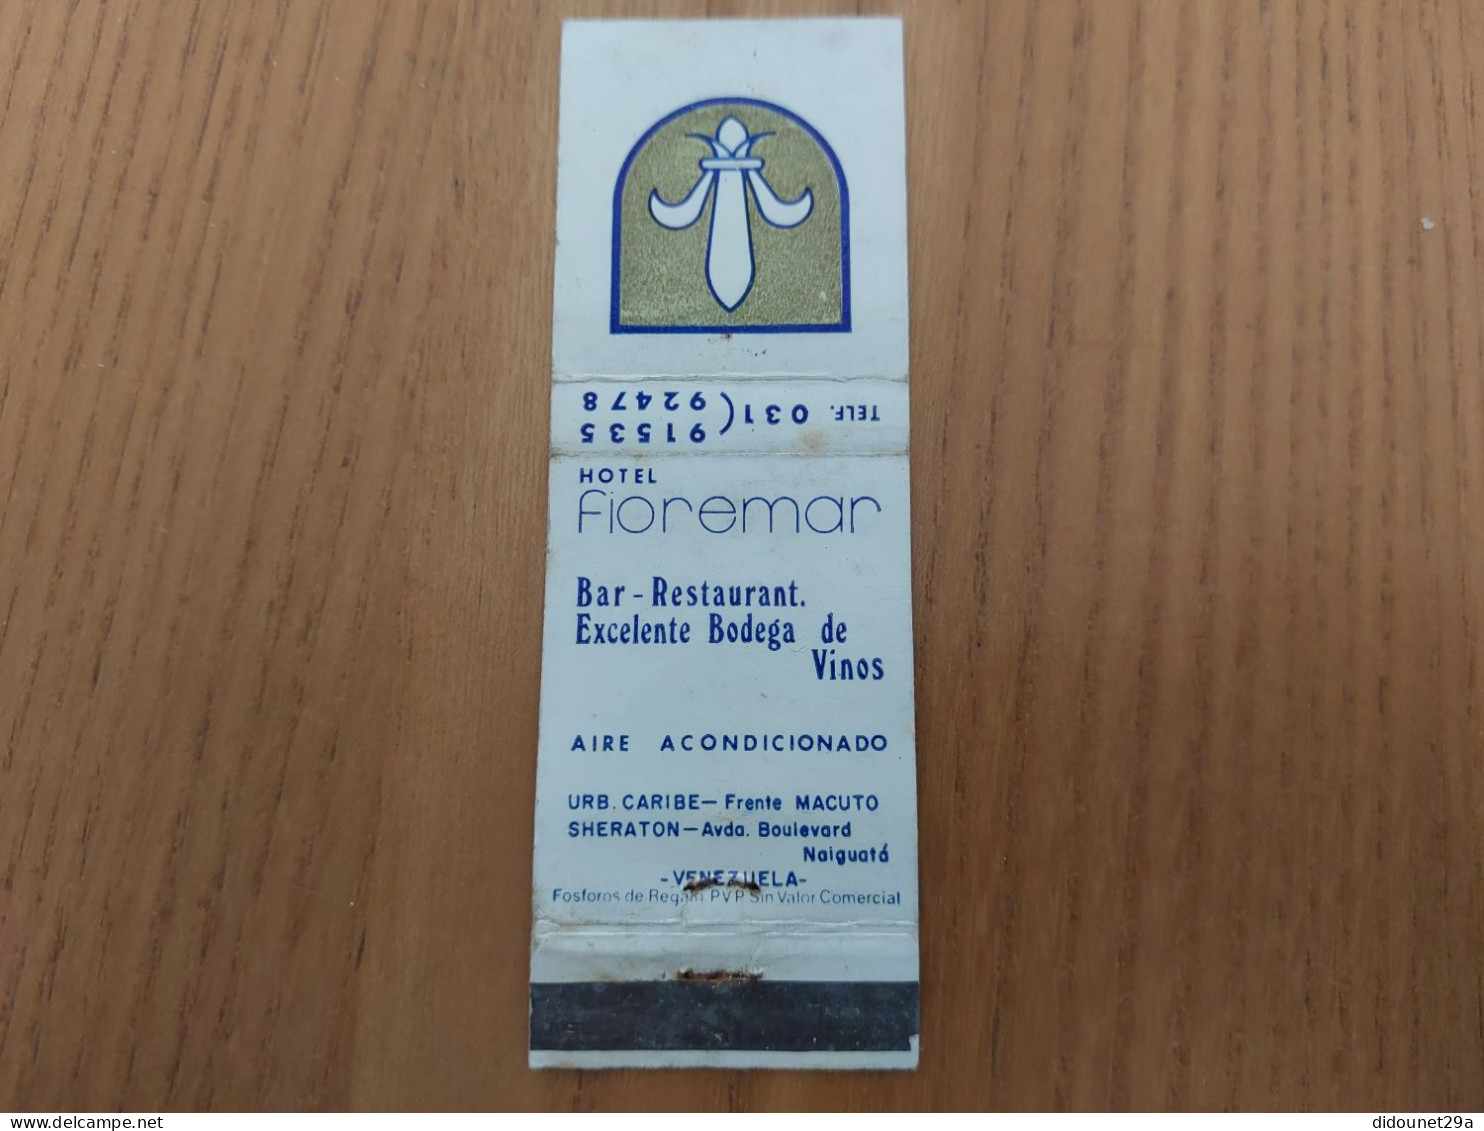 91535
TELF. 031 (
92478
HOTEL
Fioremar
Bar - Restaurant.
Excelente Bodega de
Vinos
AIRE ACONDICIONADO
URB. CARIBE — Frente MACUTO
SHERATON — Avda. Boulevard
Naiguatá
- VENEZUELA -
Fosforos de Regalo PVP Sin Valor Comercial
delcampe.net
didounet29a